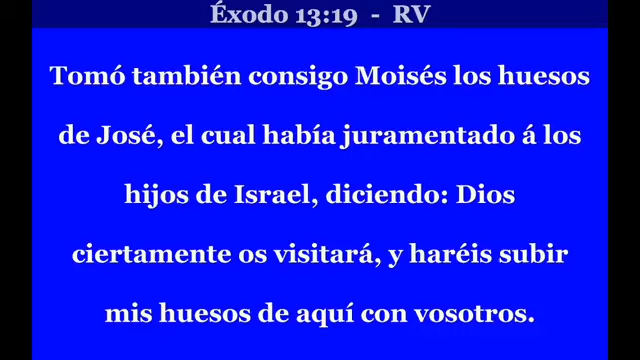 Éxodo 13:19 - RV
Tomó también consigo Moisés los huesos
de José, el cual había juramentado á los
hijos de Israel, diciendo: Dios
ciertamente os visitará, y haréis subir
mis huesos de aquí con vosotros.